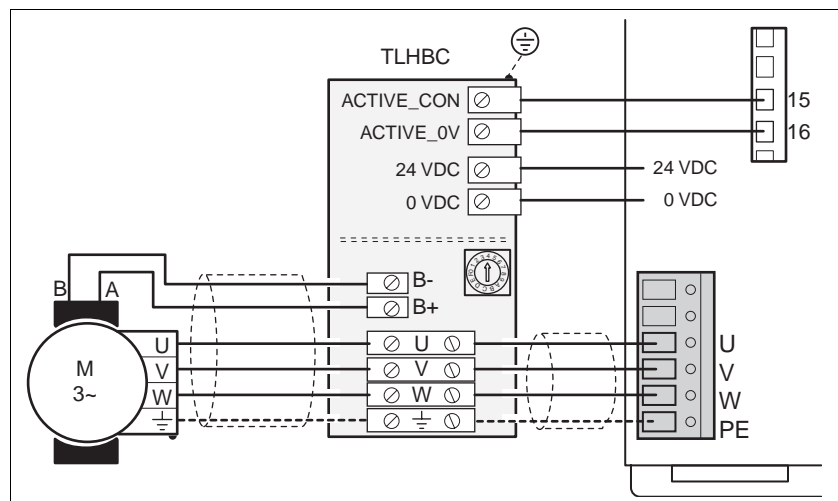 TLHBC
ACTIVE_CON
15
ACTIVE_0V
16
24 VDC
24 VDC
0 VDC
0 VDC
B
A
B-
B+
U
U
U
V
V
V
W
W
W
PE
M
3~